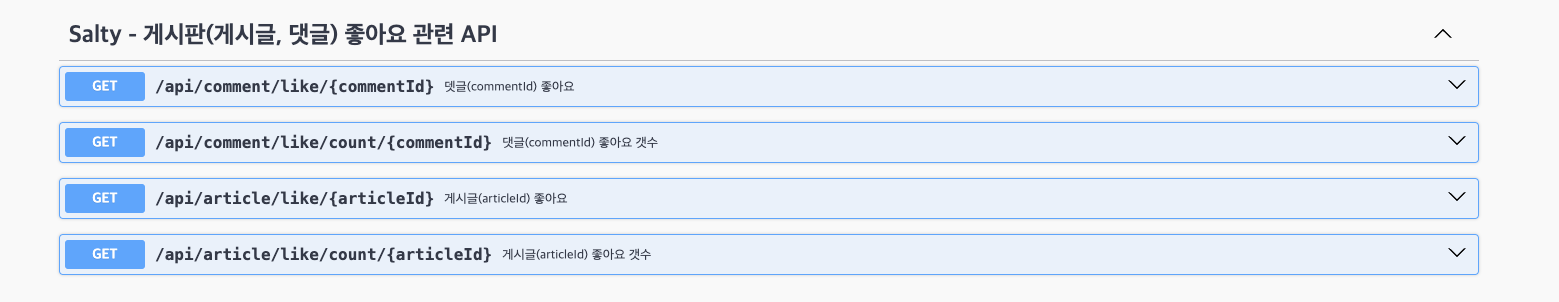 Salty - 게시판(게시글, 댓글) 좋아요 관련 API
GET /api/comment/like/{commentId} 댓글(commentId) 좋아요
GET /api/comment/like/count/{commentId} 댓글(commentId) 좋아요 갯수
GET /api/article/like/{articleId} 게시글(articleId) 좋아요
GET /api/article/like/count/{articleId} 게시글(articleId) 좋아요 갯수